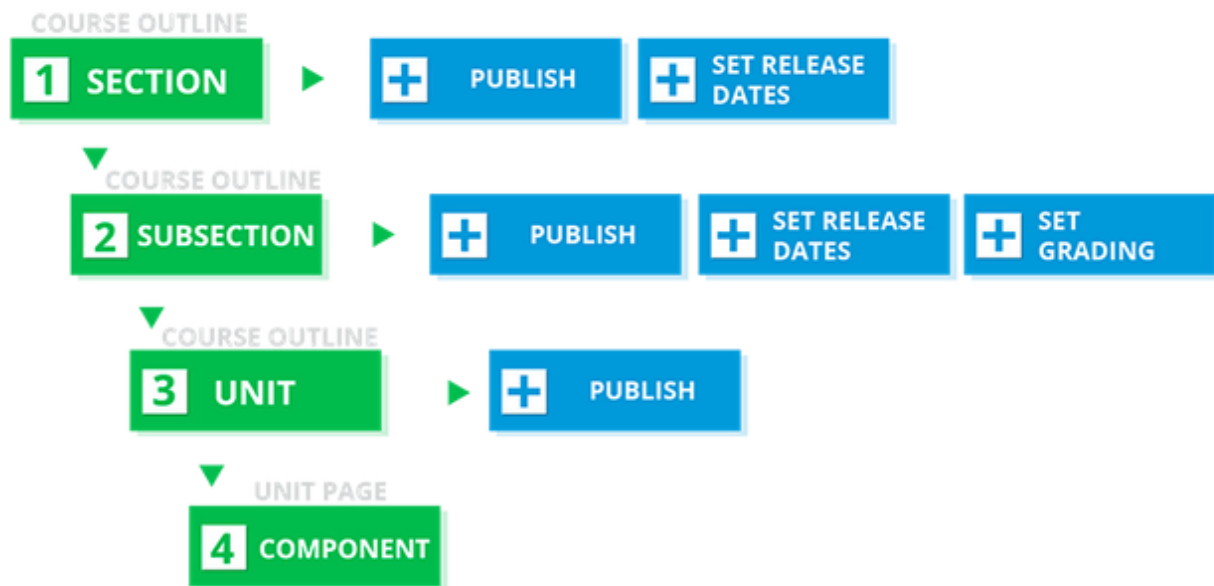 COURSE OUTLINE
1 SECTION
PUBLISH
SET RELEASE
DATES
COURSE OUTLINE
2 SUBSECTION
PUBLISH
SET RELEASE
DATES
SET
GRADING
COURSE OUTLINE
3 UNIT
PUBLISH
UNIT PAGE
4 COMPONENT